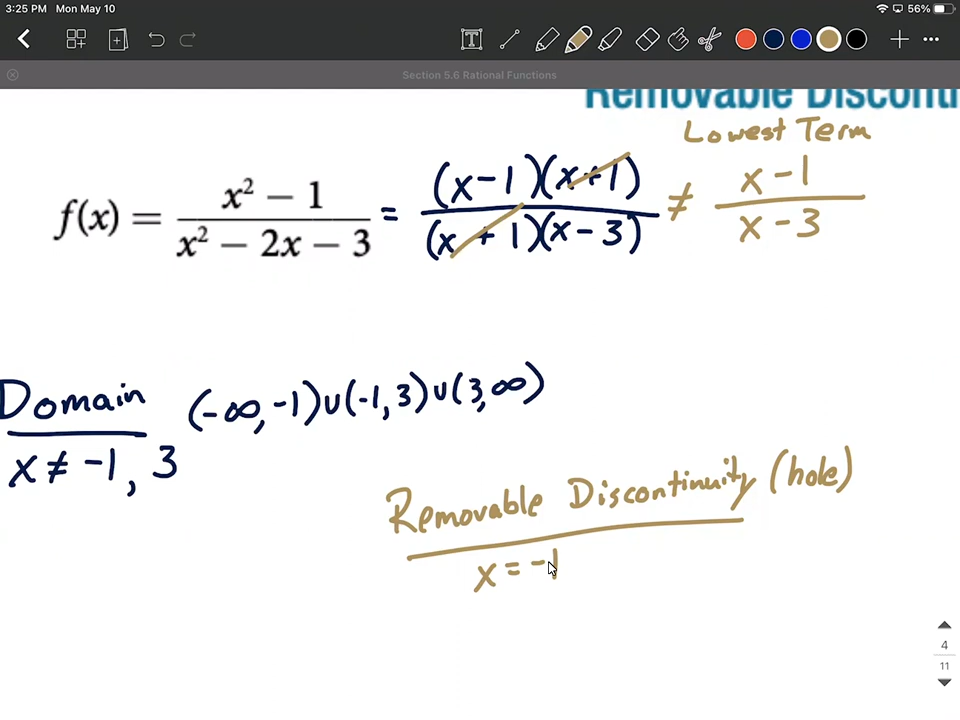 3:25 PM Mon May 10
56%
Section 5.6 Rational Functions
Removable Disconti
Lowest Term
f(x) = x² − 1 / x² − 2x − 3 = (x−1)(x+1) / (x+1)(x−3) ≠ x−1 / x−3
Domain (−∞,−1)∪(−1,3)∪(3,∞)
x ≠ −1, 3
Removable Discontinuity (hole)
x = −1
4
11